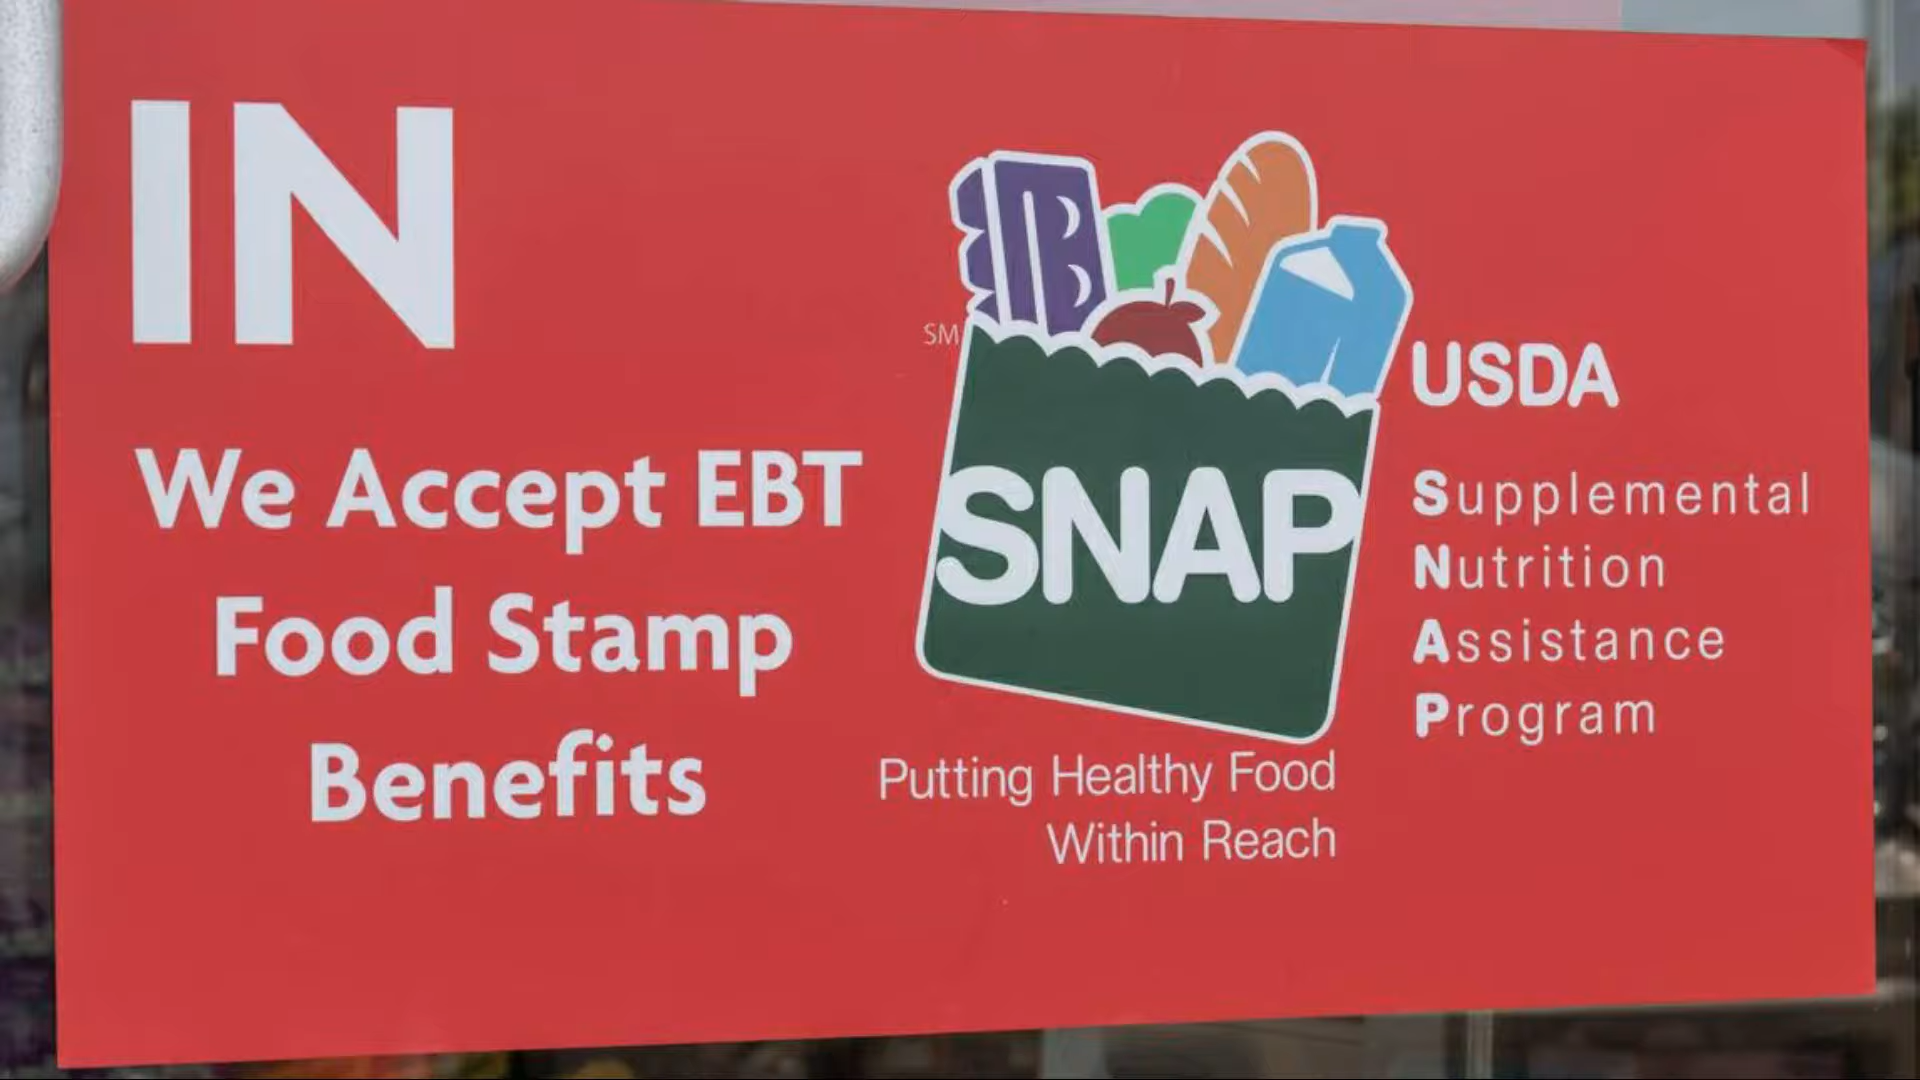 IN
We Accept EBT
Food Stamp
Benefits
SM
SNAP
Putting Healthy Food
Within Reach
USDA
Supplemental
Nutrition
Assistance
Program